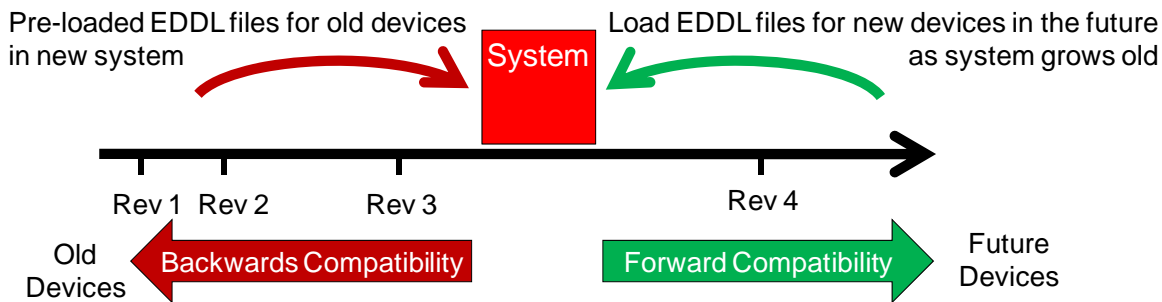 Pre-loaded EDDL files for old devices
in new system
System
Load EDDL files for new devices in the future
as system grows old
Rev 1
Rev 2
Rev 3
Rev 4
Old
Devices
Backwards Compatibility
Forward Compatibility
Future
Devices